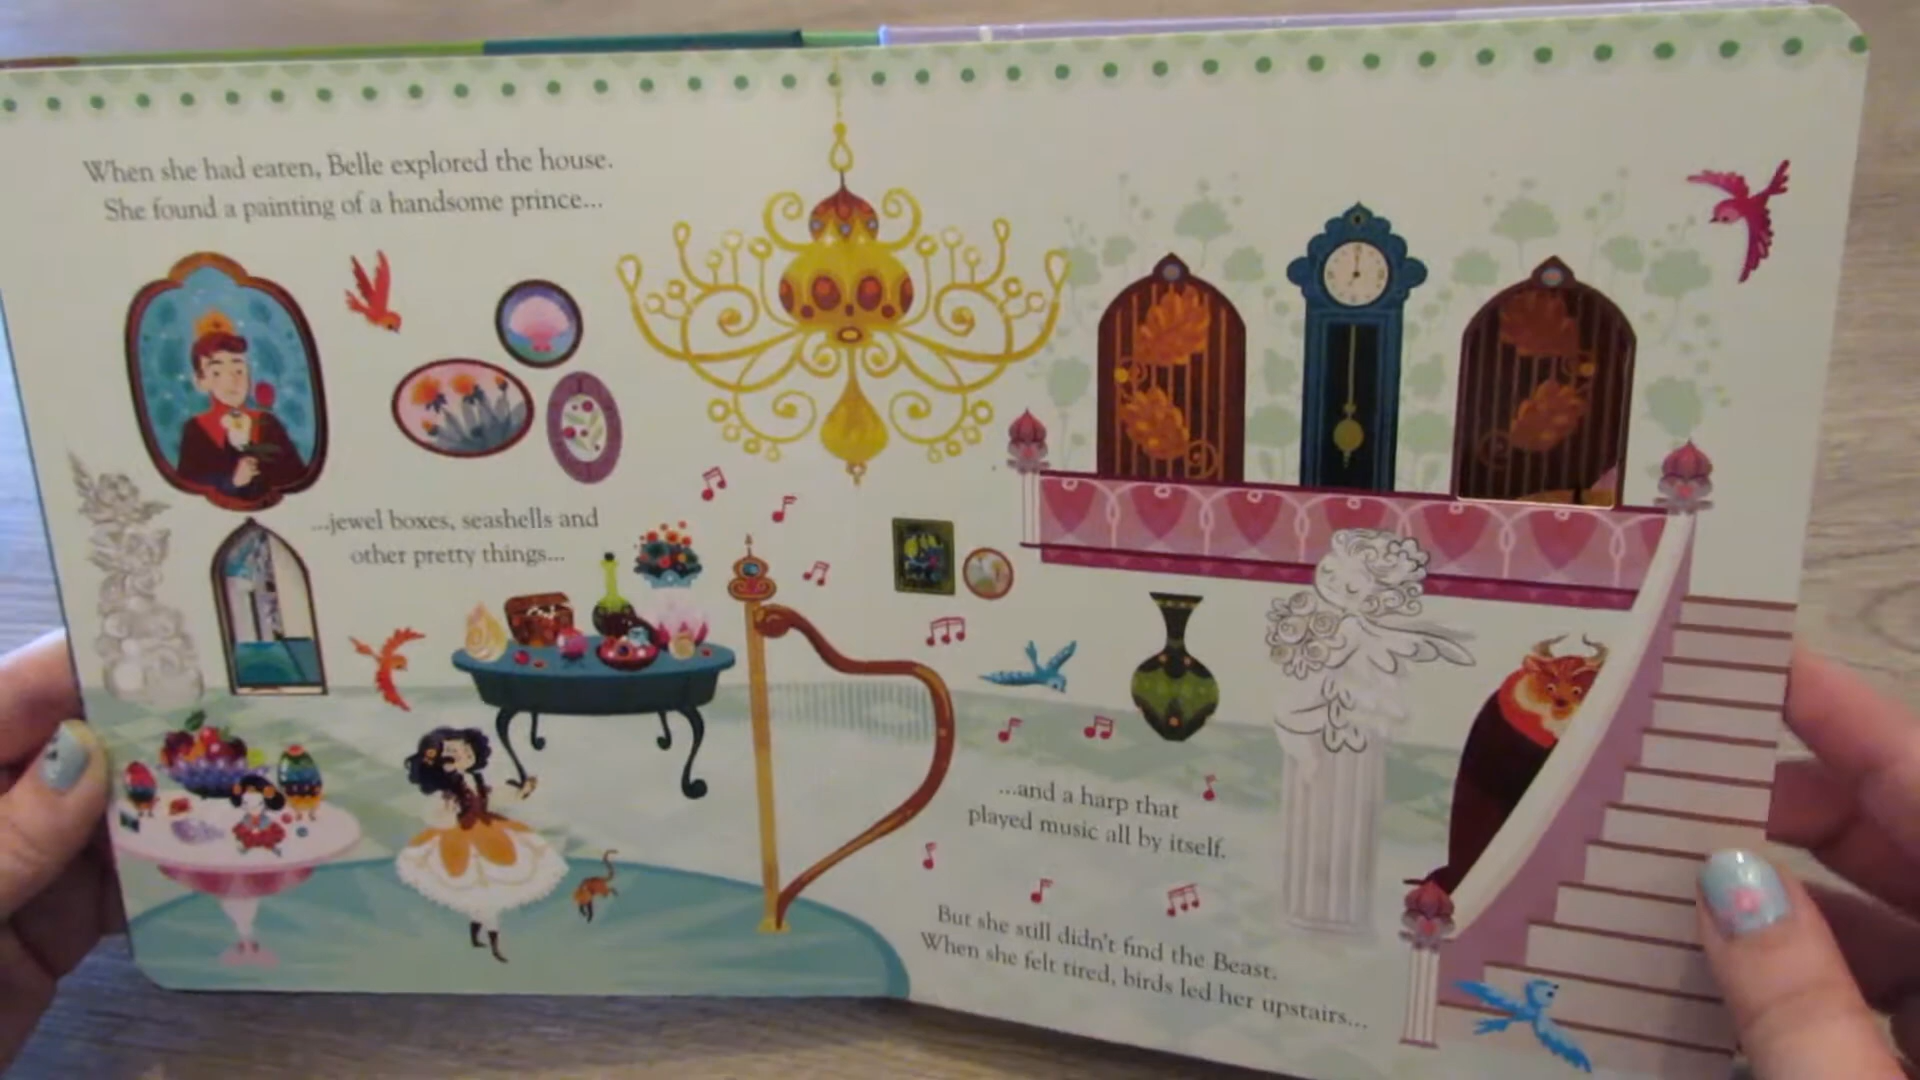 When she had eaten, Belle explored the house.
She found a painting of a handsome prince...
...jewel boxes, seashells and
other pretty things...
...and a harp that
played music all by itself.
But she still didn't find the Beast.
When she felt tired, birds led her upstairs...